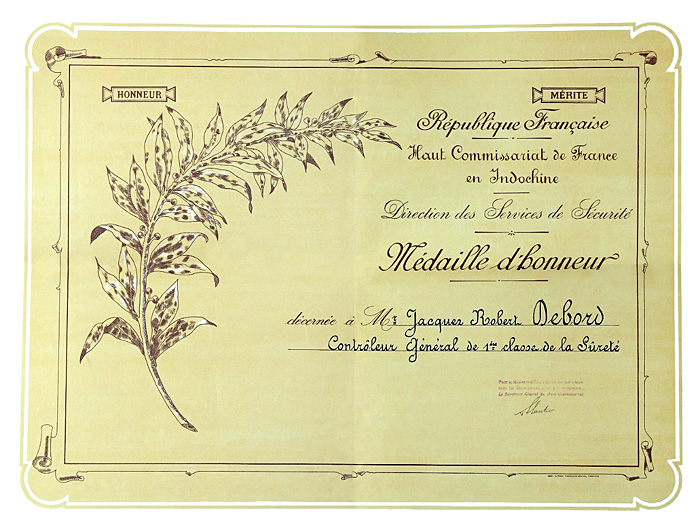 HONNEUR
MÉRITE
République Française
Haut Commissariat de France
en Indochine
Direction des Services de Sécurité
Médaille d'honneur
décernée à Mr Jacques Robert Debord
Contrôleur Général de 1ère classe de la Sûreté